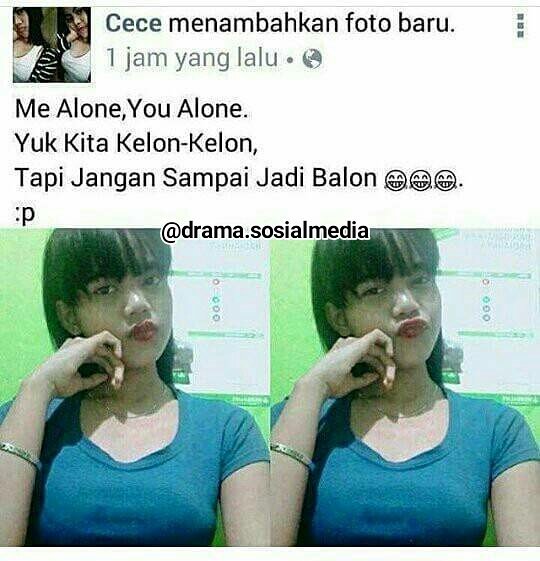 Cece menambahkan foto baru.
1 jam yang lalu •
Me Alone,You Alone.
Yuk Kita Kelon-Kelon,
Tapi Jangan Sampai Jadi Balon 😁😁😁.
:p
@drama.sosialmedia